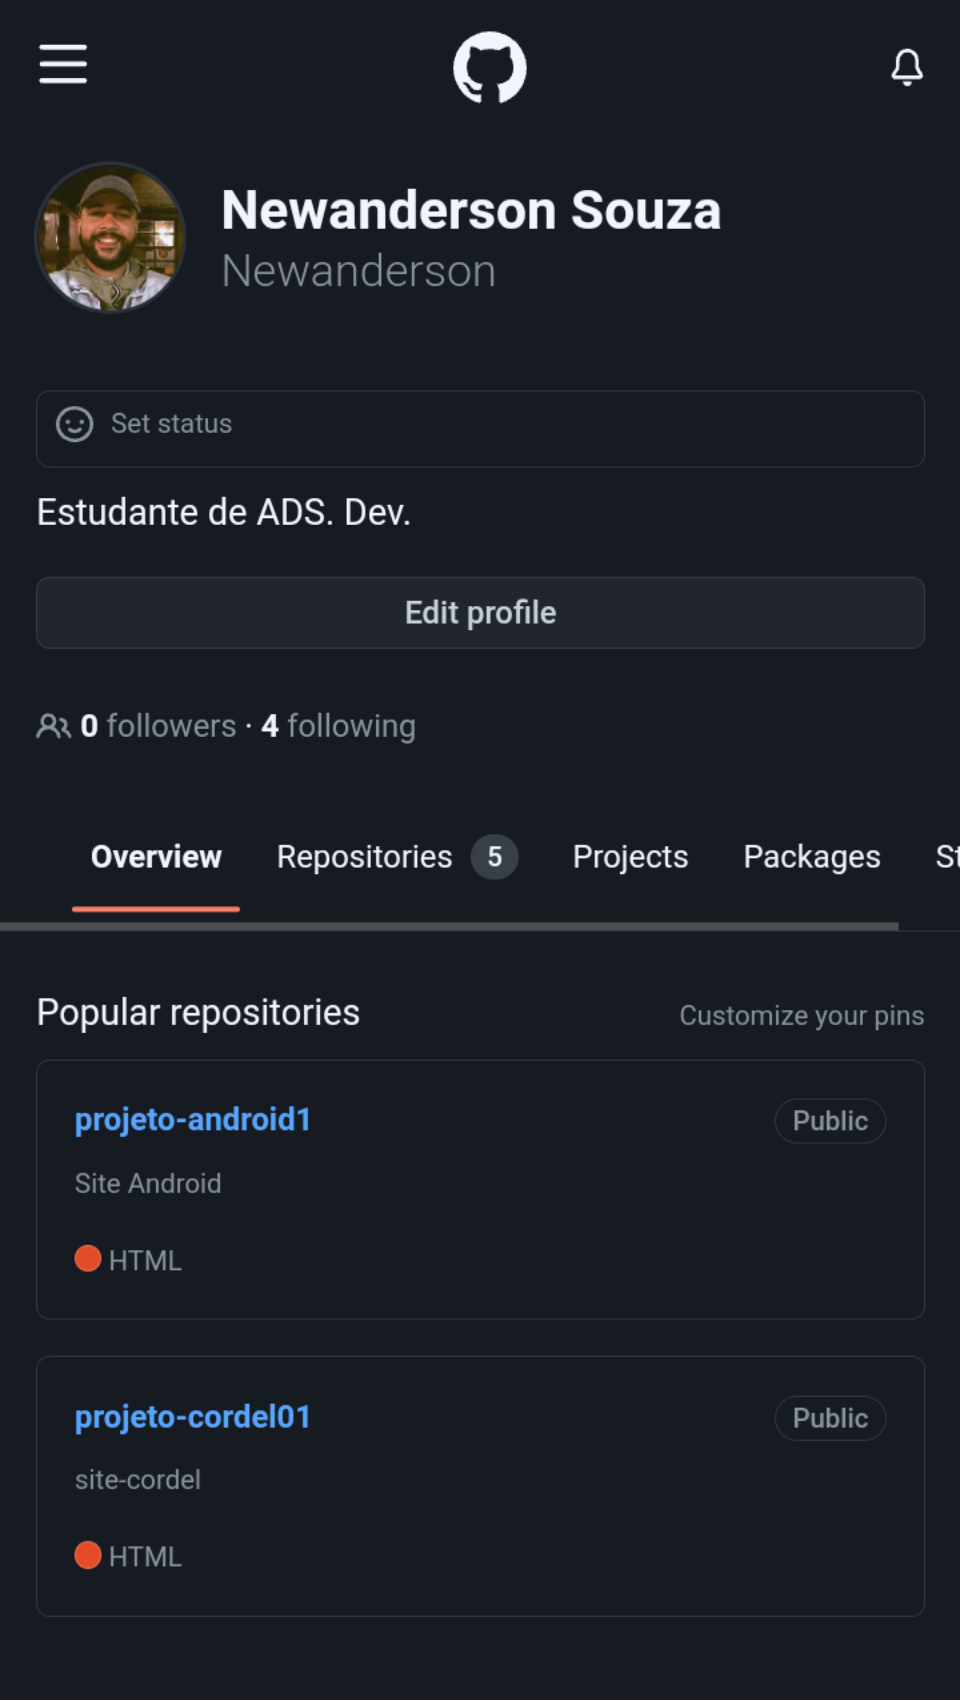 Newanderson Souza
Newanderson
Set status
Estudante de ADS. Dev.
Edit profile
0 followers · 4 following
Overview Repositories 5 Projects Packages St
Popular repositories Customize your pins
projeto-android1 Public
Site Android
HTML
projeto-cordel01 Public
site-cordel
HTML